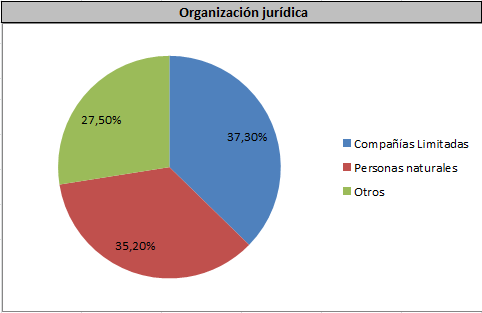 Organización jurídica
27,50%
37,30%
35,20%
Compañías Limitadas
Personas naturales
Otros